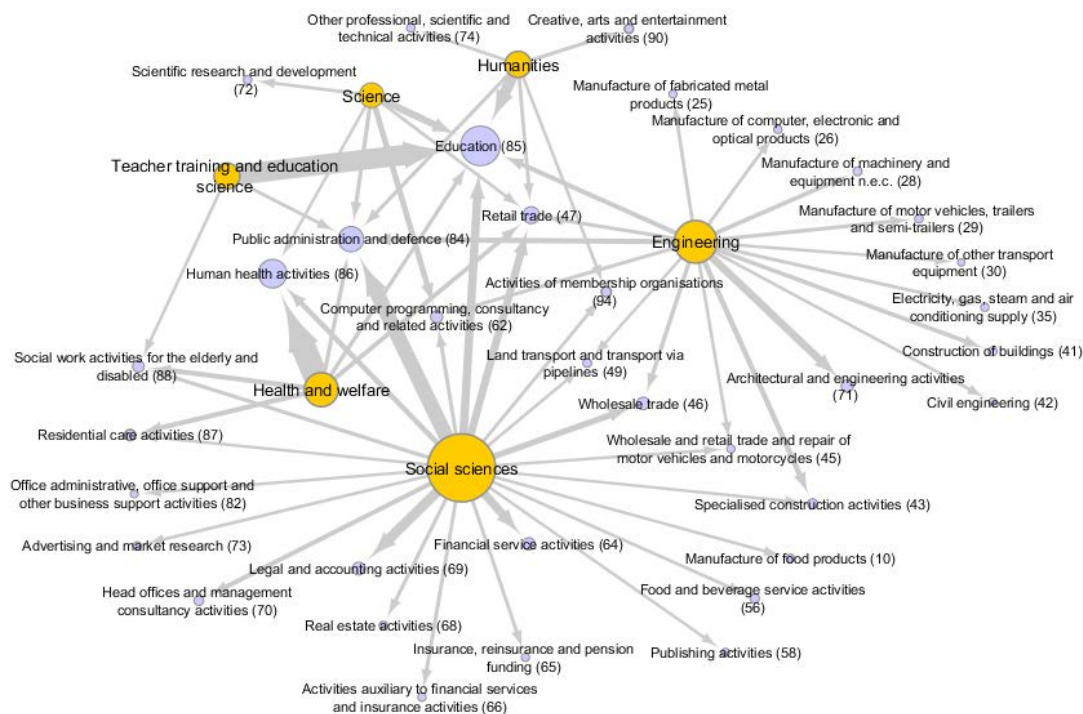 Other professional, scientific and
technical activities (74)
Creative, arts and entertainment
activities (90)
Humanities
Scientific research and development
(72)
Science
Manufacture of fabricated metal
products (25)
Manufacture of computer, electronic and
optical products (26)
Education (85)
Teacher training and education
science
Manufacture of machinery and
equipment n.e.c. (28)
Retail trade (47)
Manufacture of motor vehicles, trailers
and semi-trailers (29)
Public administration and defence (84)
Engineering
Manufacture of other transport
equipment (30)
Human health activities (86)
Activities of membership organisations
(94)
Computer programming, consultancy
and related activities (62)
Electricity, gas, steam and air
conditioning supply (35)
Social work activities for the elderly and
disabled (88)
Land transport and transport via
pipelines (49)
Construction of buildings (41)
Health and welfare
Architectural and engineering activities
(71)
Wholesale trade (46)
Civil engineering (42)
Residential care activities (87)
Wholesale and retail trade and repair of
motor vehicles and motorcycles (45)
Social sciences
Office administrative, office support and
other business support activities (82)
Specialised construction activities (43)
Advertising and market research (73)
Financial service activities (64)
Legal and accounting activities (69)
Manufacture of food products (10)
Head offices and management
consultancy activities (70)
Food and beverage service activities
(56)
Real estate activities (68)
Insurance, reinsurance and pension
funding (65)
Publishing activities (58)
Activities auxiliary to financial services
and insurance activities (66)